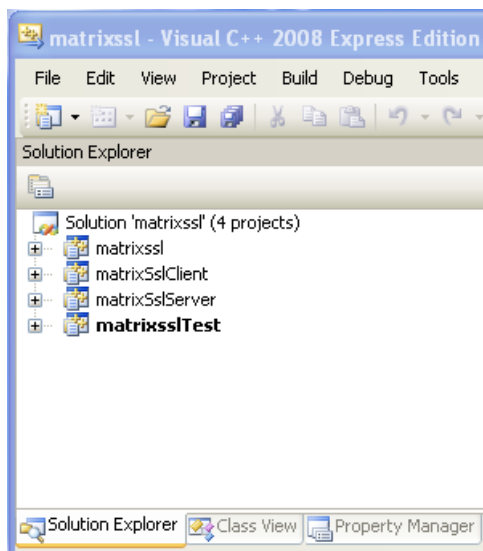 matrixssl - Visual C++ 2008 Express Edition
File Edit View Project Build Debug Tools
Solution Explorer
Solution 'matrixssl' (4 projects)
matrixssl
matrixSslClient
matrixSslServer
matrixsslTest
Solution Explorer Class View Property Manager